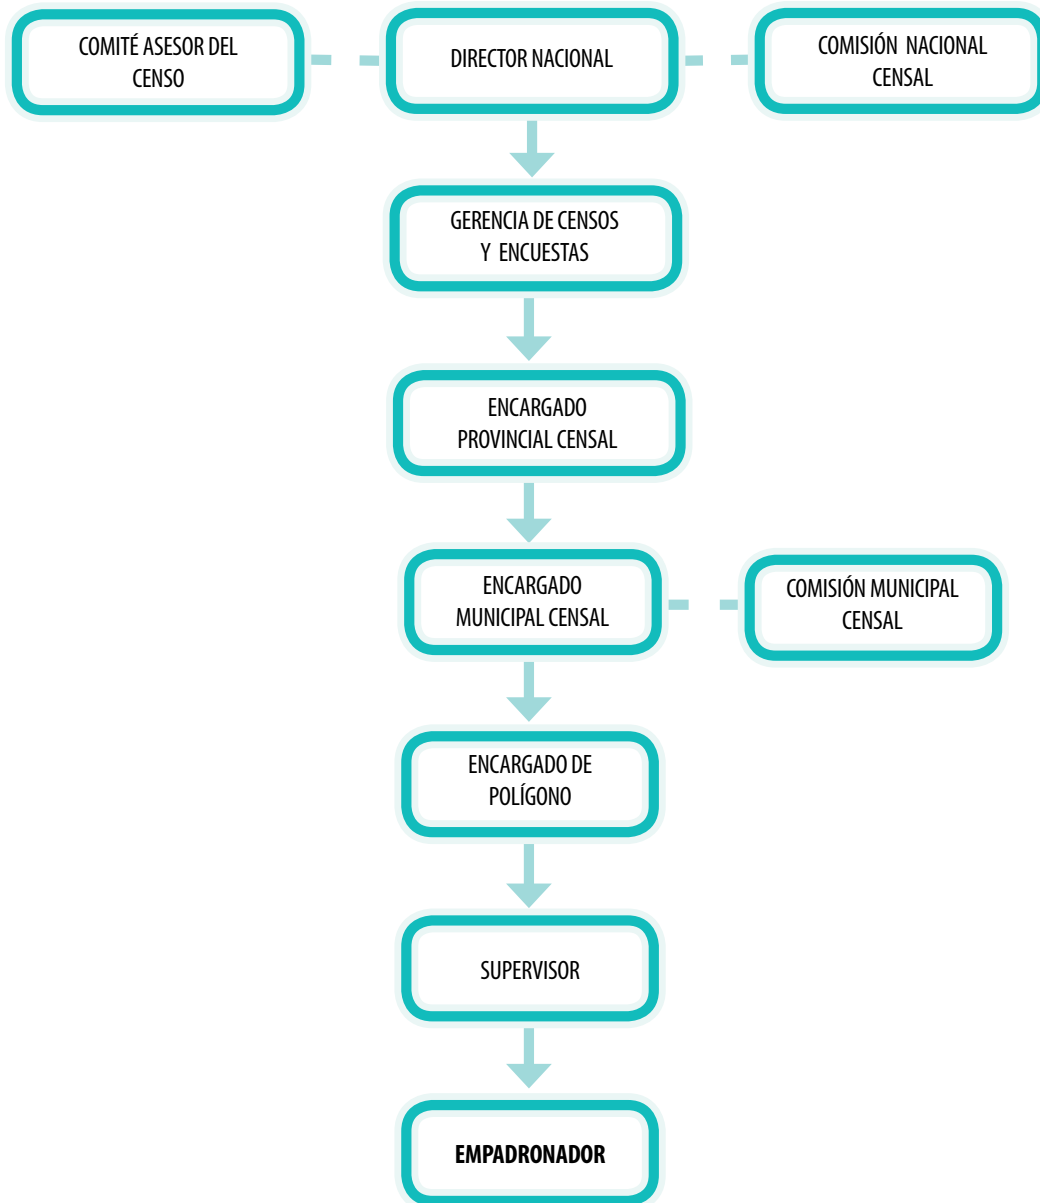 COMITÉ ASESOR DEL
CENSO
DIRECTOR NACIONAL
COMISIÓN NACIONAL
CENSAL
GERENCIA DE CENSOS
Y ENCUESTAS
ENCARGADO
PROVINCIAL CENSAL
ENCARGADO
MUNICIPAL CENSAL
COMISIÓN MUNICIPAL
CENSAL
ENCARGADO DE
POLÍGONO
SUPERVISOR
EMPADRONADOR